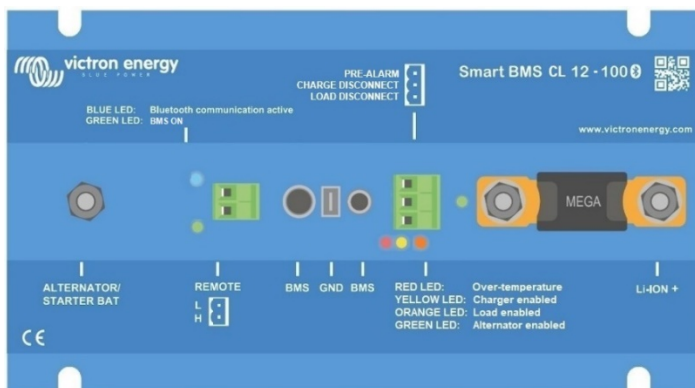 victron energy
BLUE POWER
PRE-ALARM
CHARGE DISCONNECT
LOAD DISCONNECT
Smart BMS CL 12 - 100
BLUE LED: Bluetooth communication active
GREEN LED: BMS ON
www.victronenergy.com
MEGA
ALTERNATOR/
STARTER BAT
REMOTE
L
H
BMS
GND
BMS
RED LED: Over-temperature
YELLOW LED: Charger enabled
ORANGE LED: Load enabled
GREEN LED: Alternator enabled
Li-ION +
CE